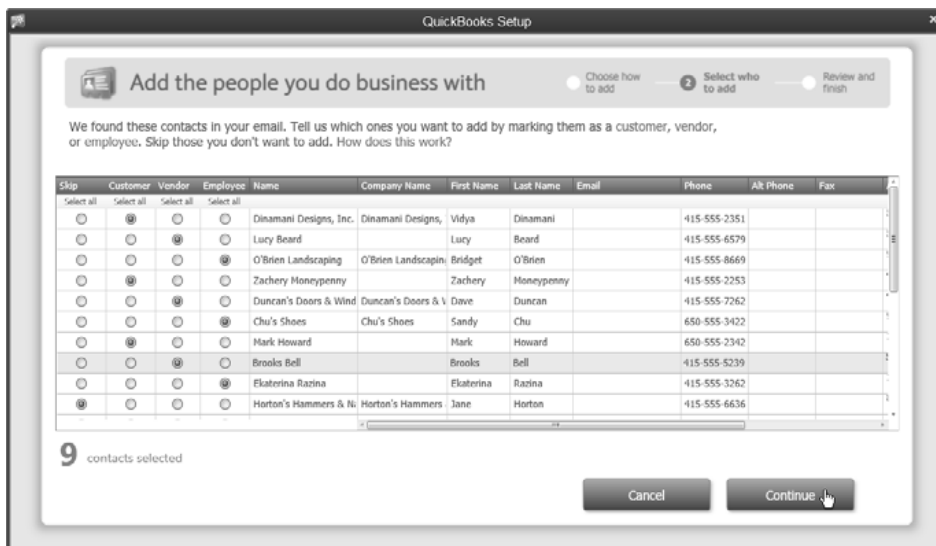 QuickBooks Setup
Add the people you do business with
Choose how to add
2 Select who to add
Review and finish
We found these contacts in your email. Tell us which ones you want to add by marking them as a customer, vendor,
or employee. Skip those you don't want to add. How does this work?
Skip Customer Vendor Employee Name Company Name First Name Last Name Email Phone Alt Phone Fax
Select all Select all Select all Select all
Dinamani Designs, Inc. Dinamani Designs, Vidya Dinamani 415-555-2351
Lucy Beard Lucy Beard 415-555-6579
O'Brien Landscaping O'Brien Landscapin Bridget O'Brien 415-555-8669
Zachery Moneypenny Zachery Moneypenny 415-555-2253
Duncan's Doors & Wind Duncan's Doors & Dave Duncan 415-555-7262
Chu's Shoes Chu's Shoes Sandy Chu 650-555-3422
Mark Howard Mark Howard 650-555-2342
Brooks Bell Brooks Bell 415-555-5239
Ekaterina Razina Ekaterina Razina 415-555-3262
Horton's Hammers & Horton's Hammers Jane Horton 415-555-6636
9 contacts selected
Cancel Continue